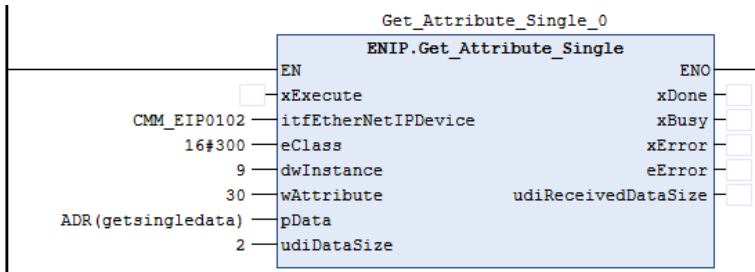 Get_Attribute_Single_0
ENIP.Get_Attribute_Single
EN ENO
xExecute xDone
CMM_EIP0102 itfEtherNetIPDevice xBusy
16#300 eClass xError
9 dwInstance eError
30 wAttribute udiReceivedDataSize
ADR(getsingledata) pData
2 udiDataSize